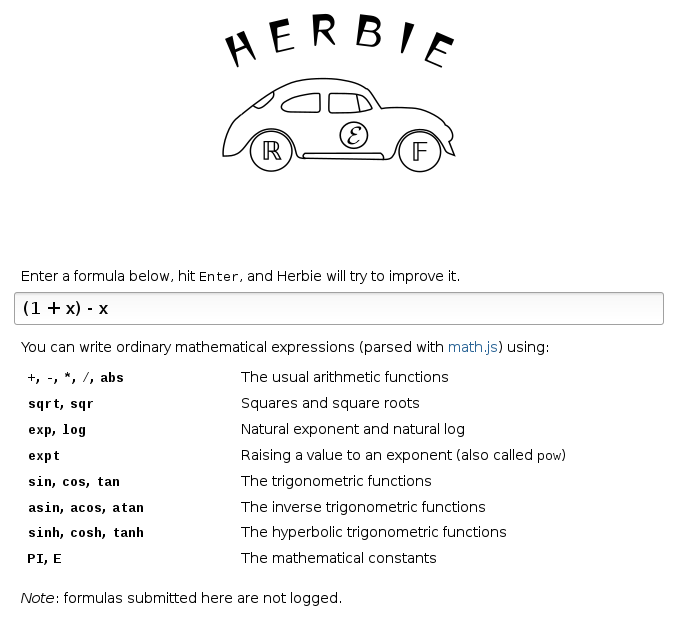 HERBIE
ℝ ℰ 𝔽
Enter a formula below, hit Enter, and Herbie will try to improve it.
(1 + x) - x
You can write ordinary mathematical expressions (parsed with math.js) using:
+, -, *, /, abs The usual arithmetic functions
sqrt, sqr Squares and square roots
exp, log Natural exponent and natural log
expt Raising a value to an exponent (also called pow)
sin, cos, tan The trigonometric functions
asin, acos, atan The inverse trigonometric functions
sinh, cosh, tanh The hyperbolic trigonometric functions
PI, E The mathematical constants
Note: formulas submitted here are not logged.